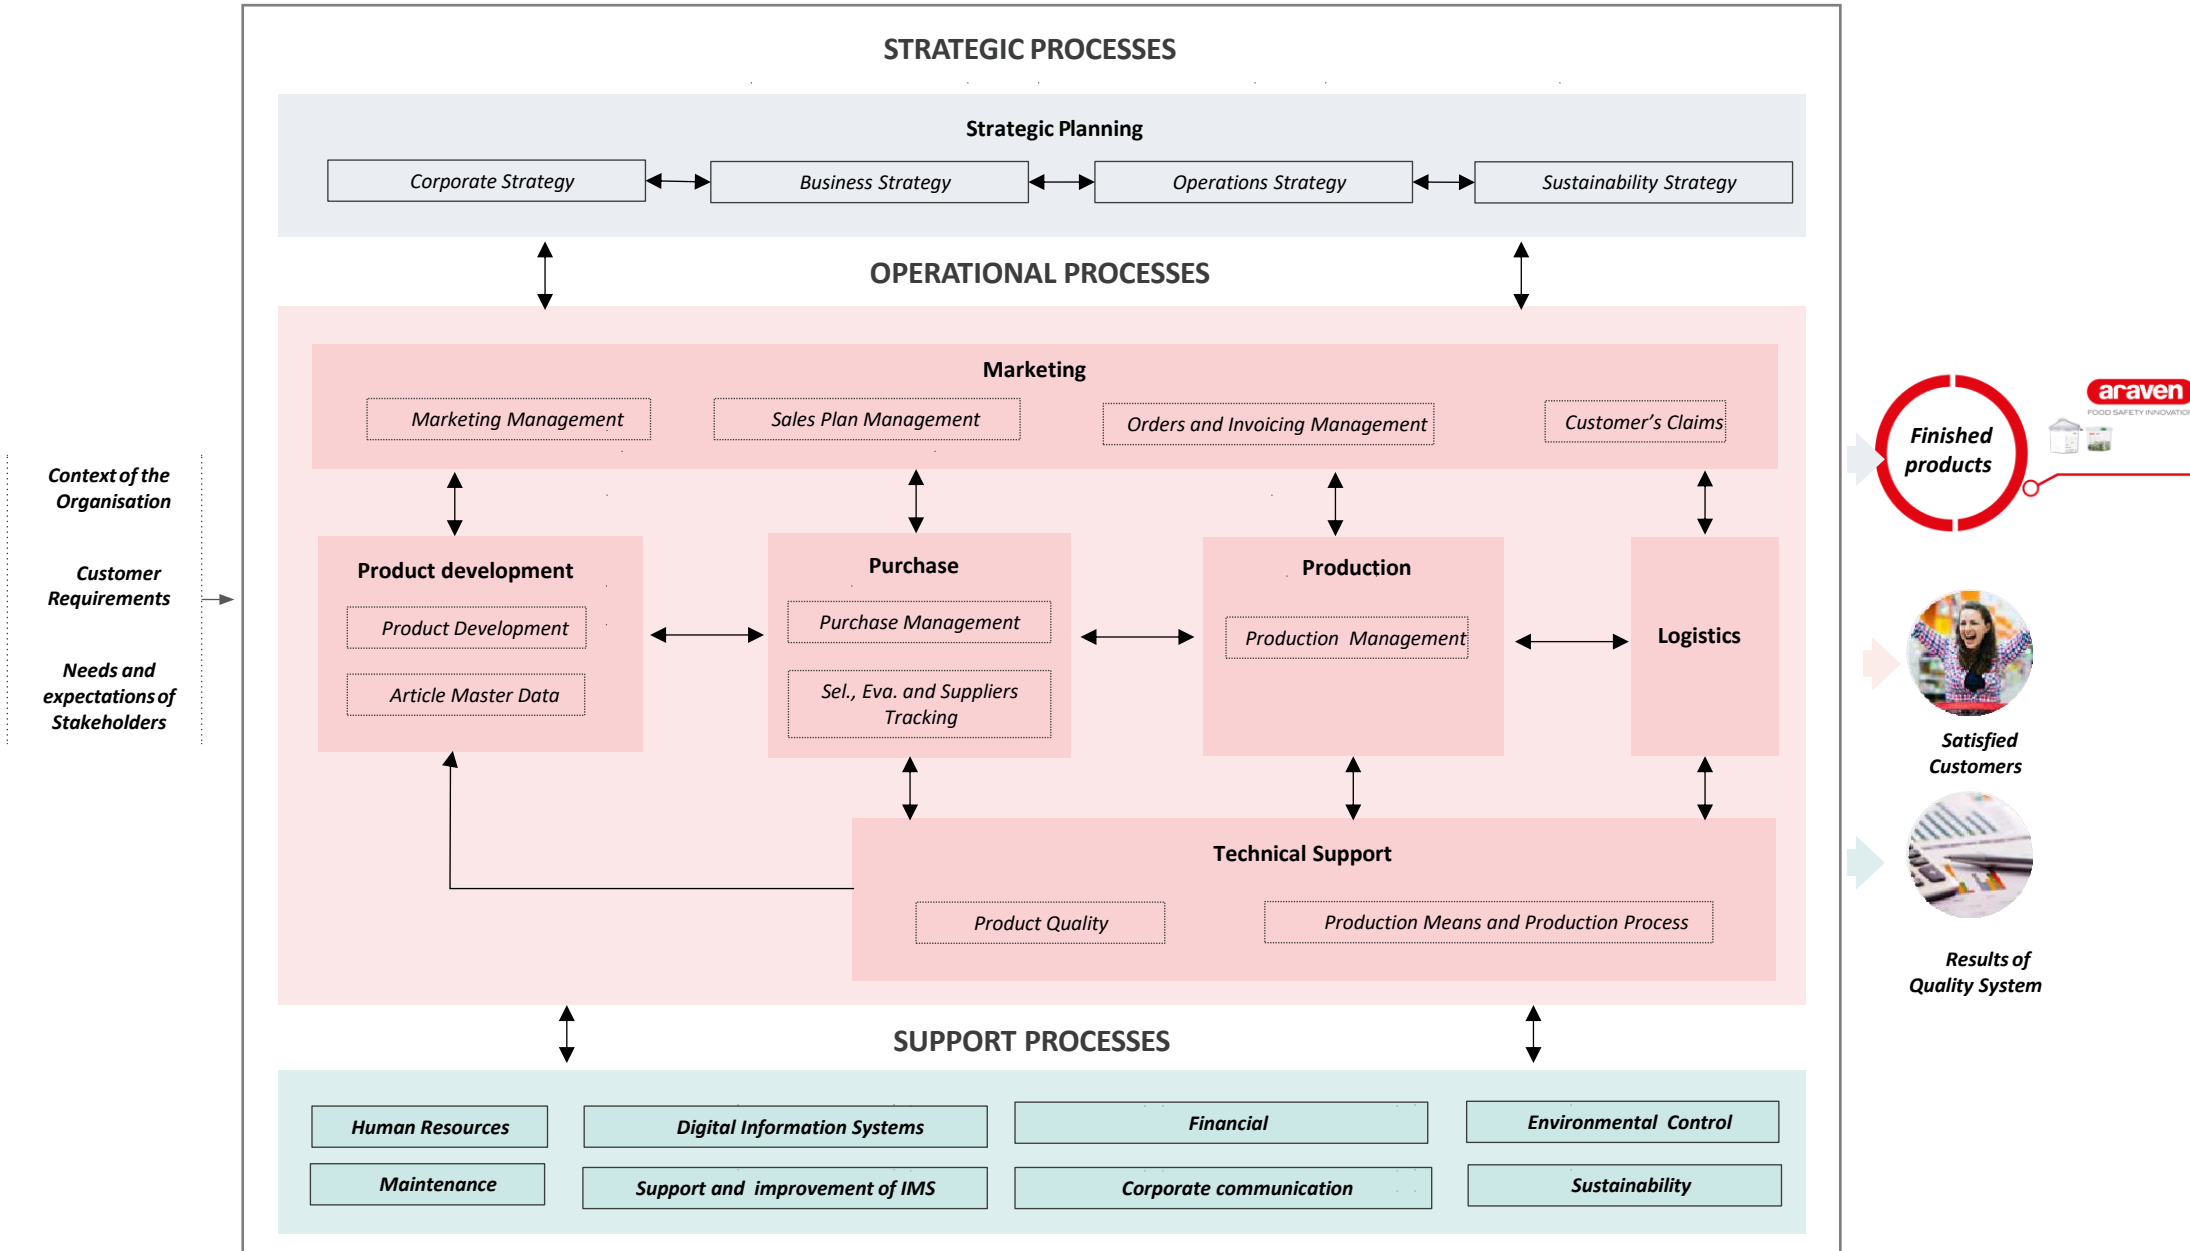 STRATEGIC PROCESSES
Strategic Planning
Corporate Strategy
Business Strategy
Operations Strategy
Sustainability Strategy
OPERATIONAL PROCESSES
Marketing
Marketing Management
Sales Plan Management
Orders and Invoicing Management
Customer's Claims
Context of the
Organisation
Customer
Requirements
Needs and
expectations of
Stakeholders
Product development
Product Development
Article Master Data
Purchase
Purchase Management
Sel., Eva. and Suppliers
Tracking
Production
Production Management
Logistics
Technical Support
Product Quality
Production Means and Production Process
SUPPORT PROCESSES
Human Resources
Digital Information Systems
Financial
Environmental Control
Maintenance
Support and improvement of IMS
Corporate communication
Sustainability
Finished
products
araven
FOOD SAFETY INNOVATION
Satisfied
Customers
Results of
Quality System